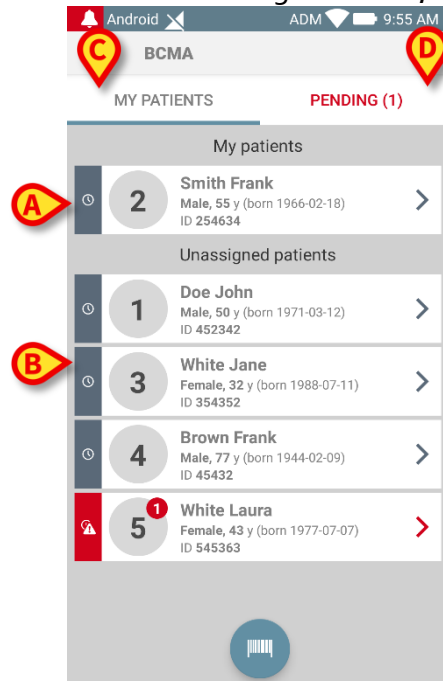 Android ADM 9:55 AM
C D
BCMA
MY PATIENTS PENDING (1)
My patients
A
2
Smith Frank
Male, 55 y (born 1966-02-18)
ID 254634
Unassigned patients
1
Doe John
Male, 50 y (born 1971-03-12)
ID 452342
B
3
White Jane
Female, 32 y (born 1988-07-11)
ID 354352
4
Brown Frank
Male, 77 y (born 1944-02-09)
ID 45432
5 1
White Laura
Female, 43 y (born 1977-07-07)
ID 545363